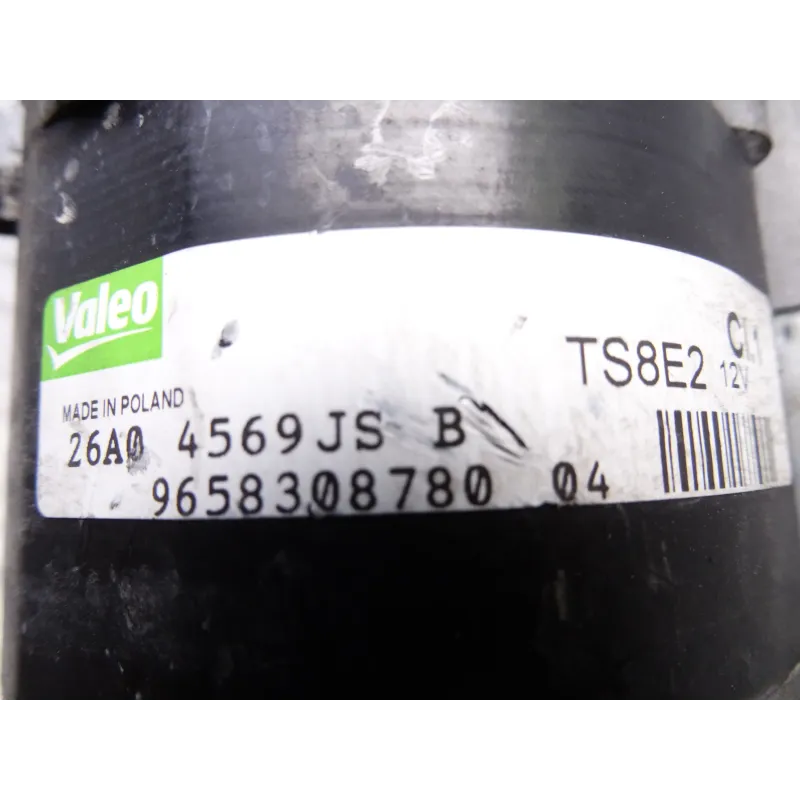 Valeo
MADE IN POLAND
TS8E2
12V
26A0 4569JS B
9658308780 04